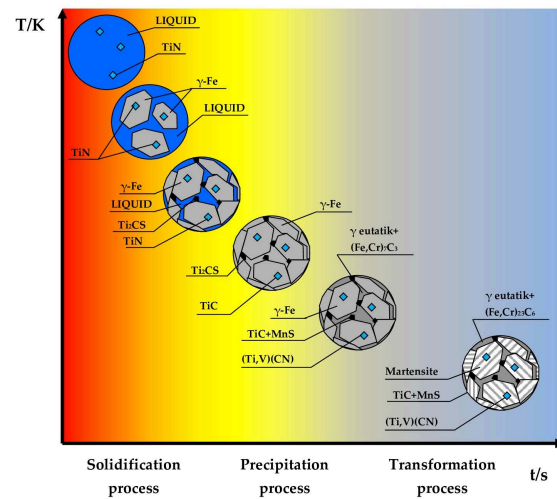 T/K
LIQUID
TiN
γ-Fe
LIQUID
TiN
γ-Fe
LIQUID
Ti₂CS
TiN
γ-Fe
Ti₂CS
TiC
γ eutatik+
(Fe,Cr)₇C₃
γ-Fe
TiC+MnS
(Ti,V)(CN)
γ eutatik+
(Fe,Cr)₂₃C₆
Martensite
TiC+MnS
(Ti,V)(CN)
Solidification
process
Precipitation
process
Transformation
process
t/s